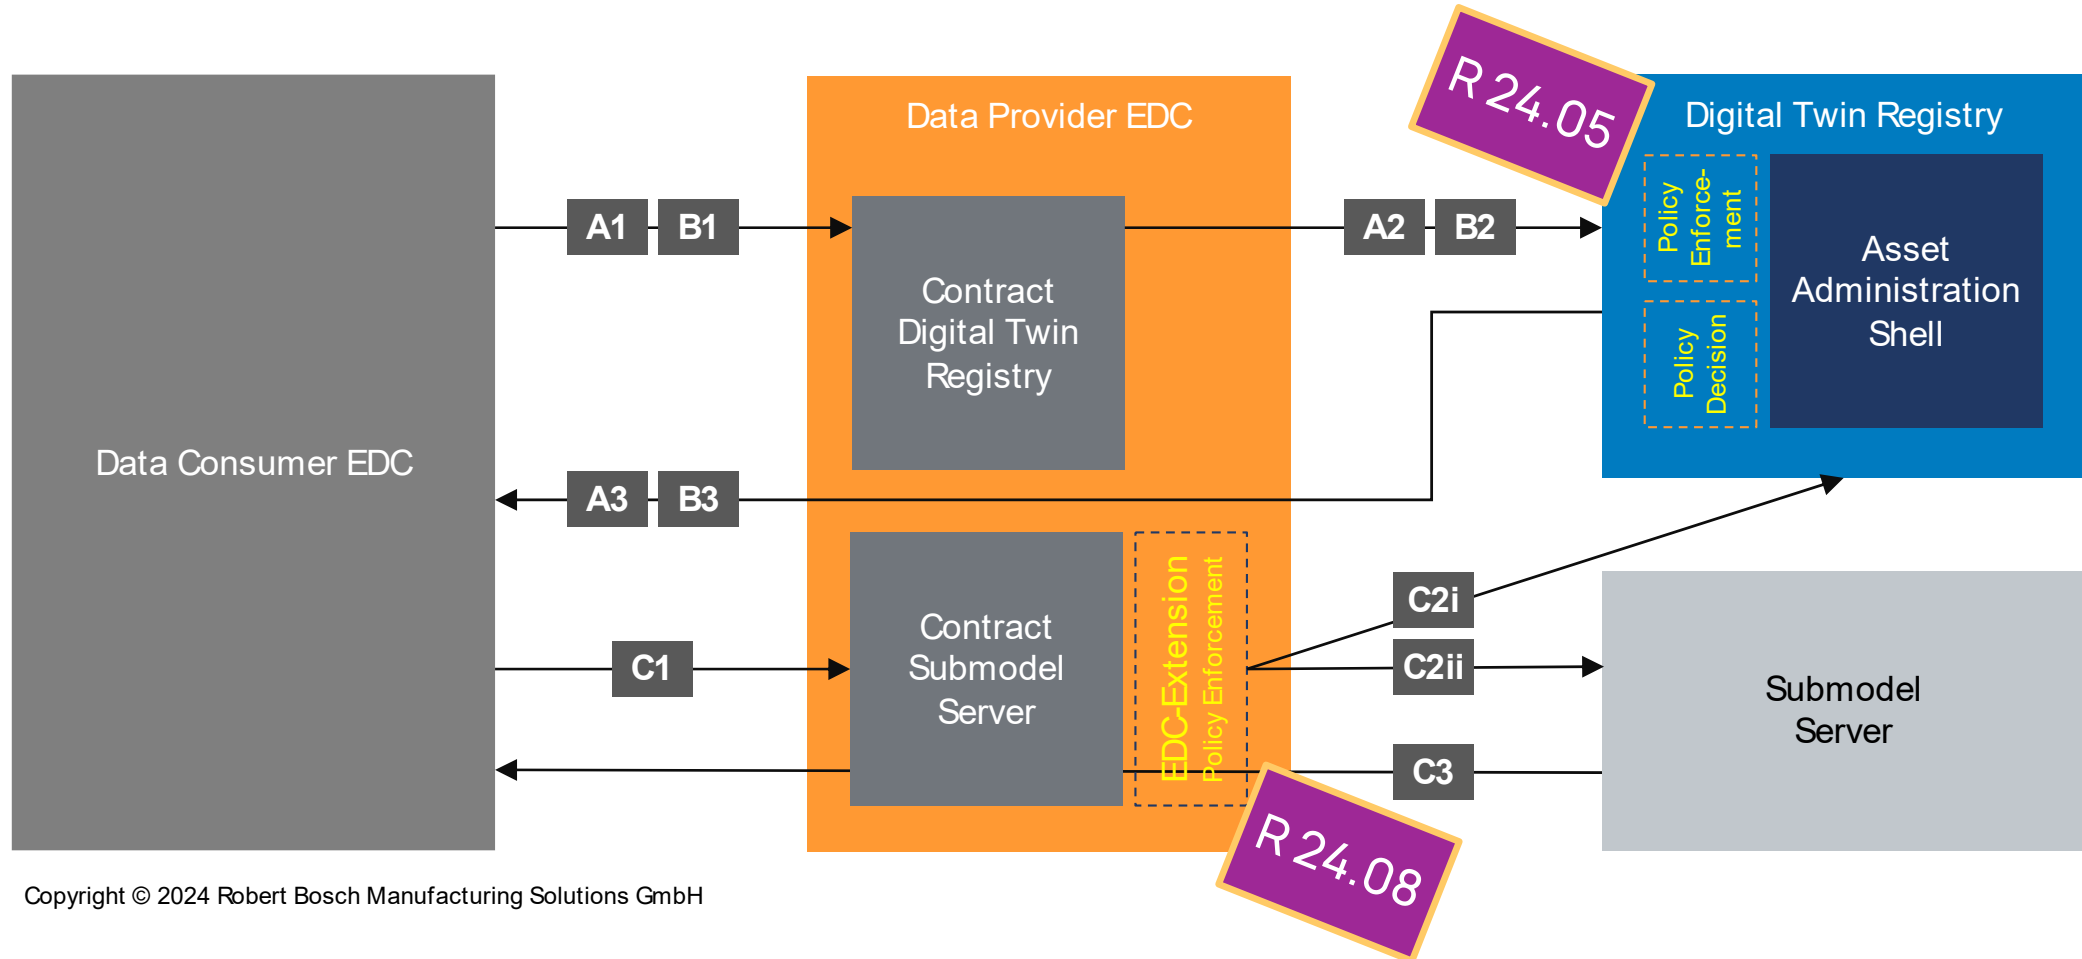 Data Consumer EDC
A1
B1
A3
B3
C1
Data Provider EDC
Contract
Digital Twin
Registry
Contract
Submodel
Server
EDC-Extension
Policy Enforcement
R 24.08
A2
B2
C2i
C2ii
C3
R 24.05
Digital Twin Registry
Policy
Enforce-
ment
Policy
Decision
Asset
Administration
Shell
Submodel
Server
Copyright © 2024 Robert Bosch Manufacturing Solutions GmbH